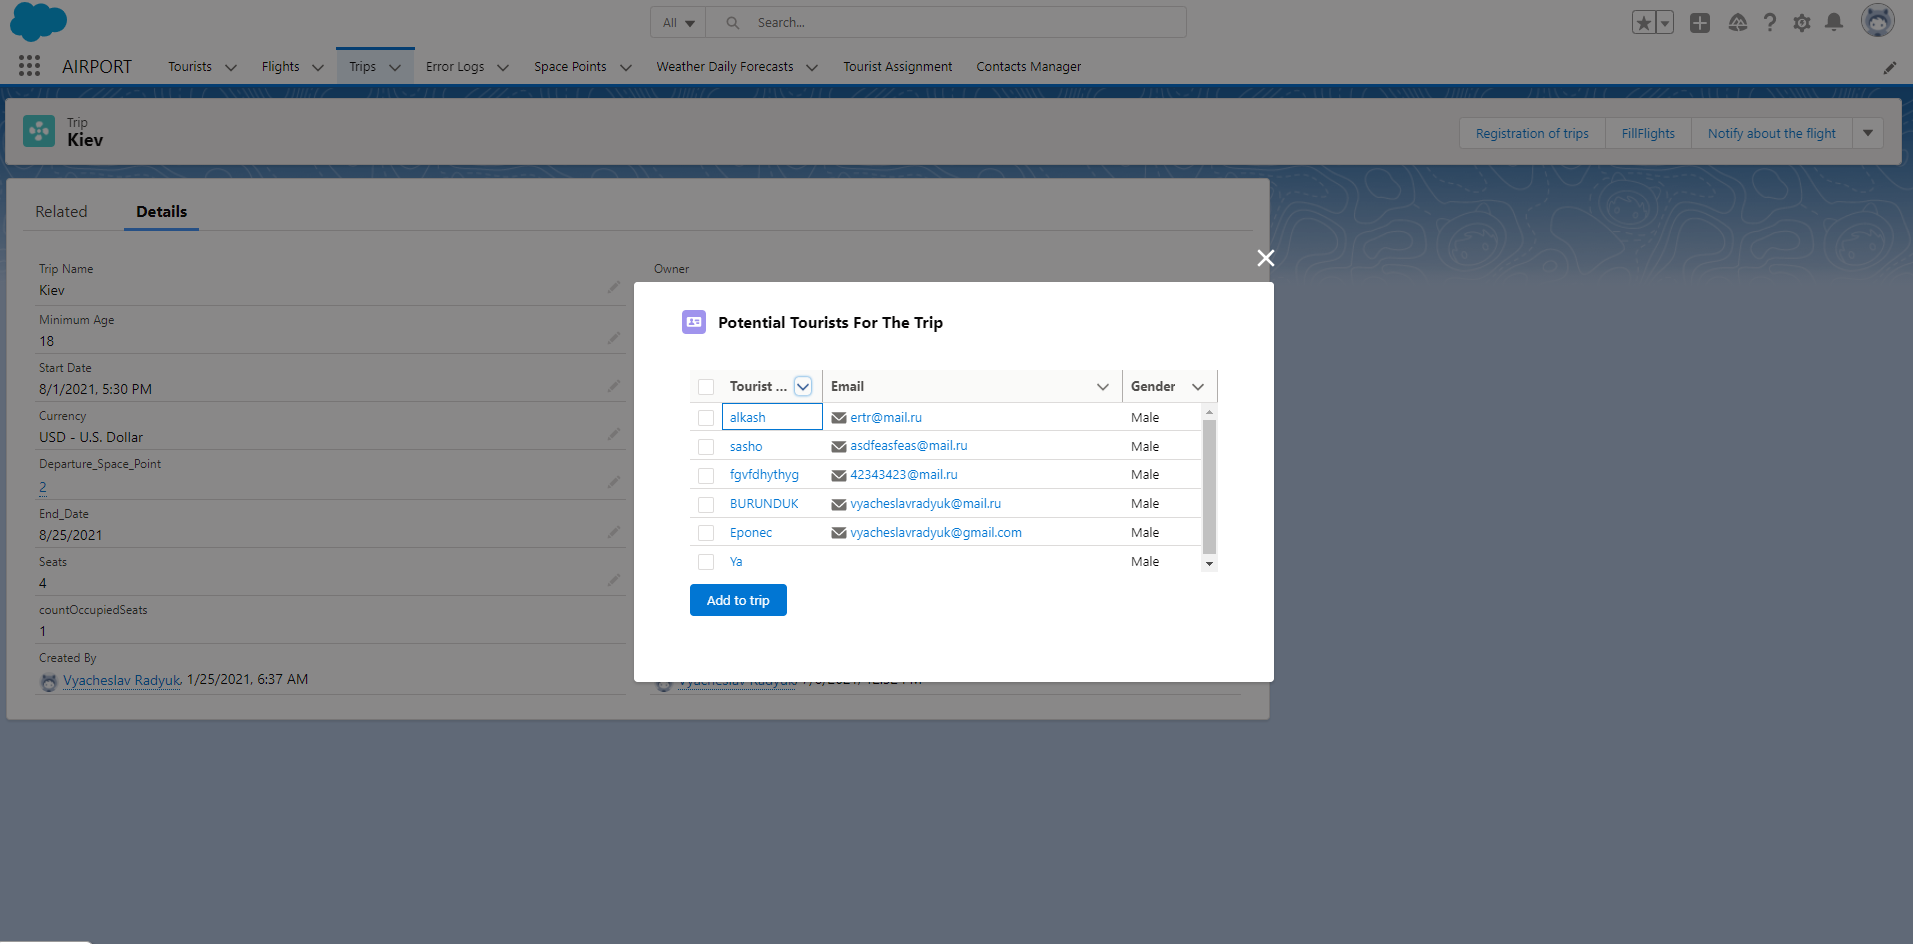 All Search...
AIRPORT Tourists Flights Trips Error Logs Space Points Weather Daily Forecasts Tourist Assignment Contacts Manager
Trip
Kiev
Registration of trips FillFlights Notify about the flight
Related Details
Trip Name
Kiev
Minimum Age
18
Start Date
8/1/2021, 5:30 PM
Currency
USD - U.S. Dollar
Departure_Space_Point
2
End_Date
8/25/2021
Seats
4
countOccupiedSeats
1
Created By
Vyacheslav Radyuk, 1/25/2021, 6:37 AM
Owner
Potential Tourists For The Trip
Tourist ... Email Gender
alkash ertr@mail.ru Male
sasho asdfeasfeas@mail.ru Male
fgvfdhythyg 42343423@mail.ru Male
BURUNDUK vyacheslavradyuk@mail.ru Male
Eponec vyacheslavradyuk@gmail.com Male
Ya Male
Add to trip
Vyacheslav Radyuk